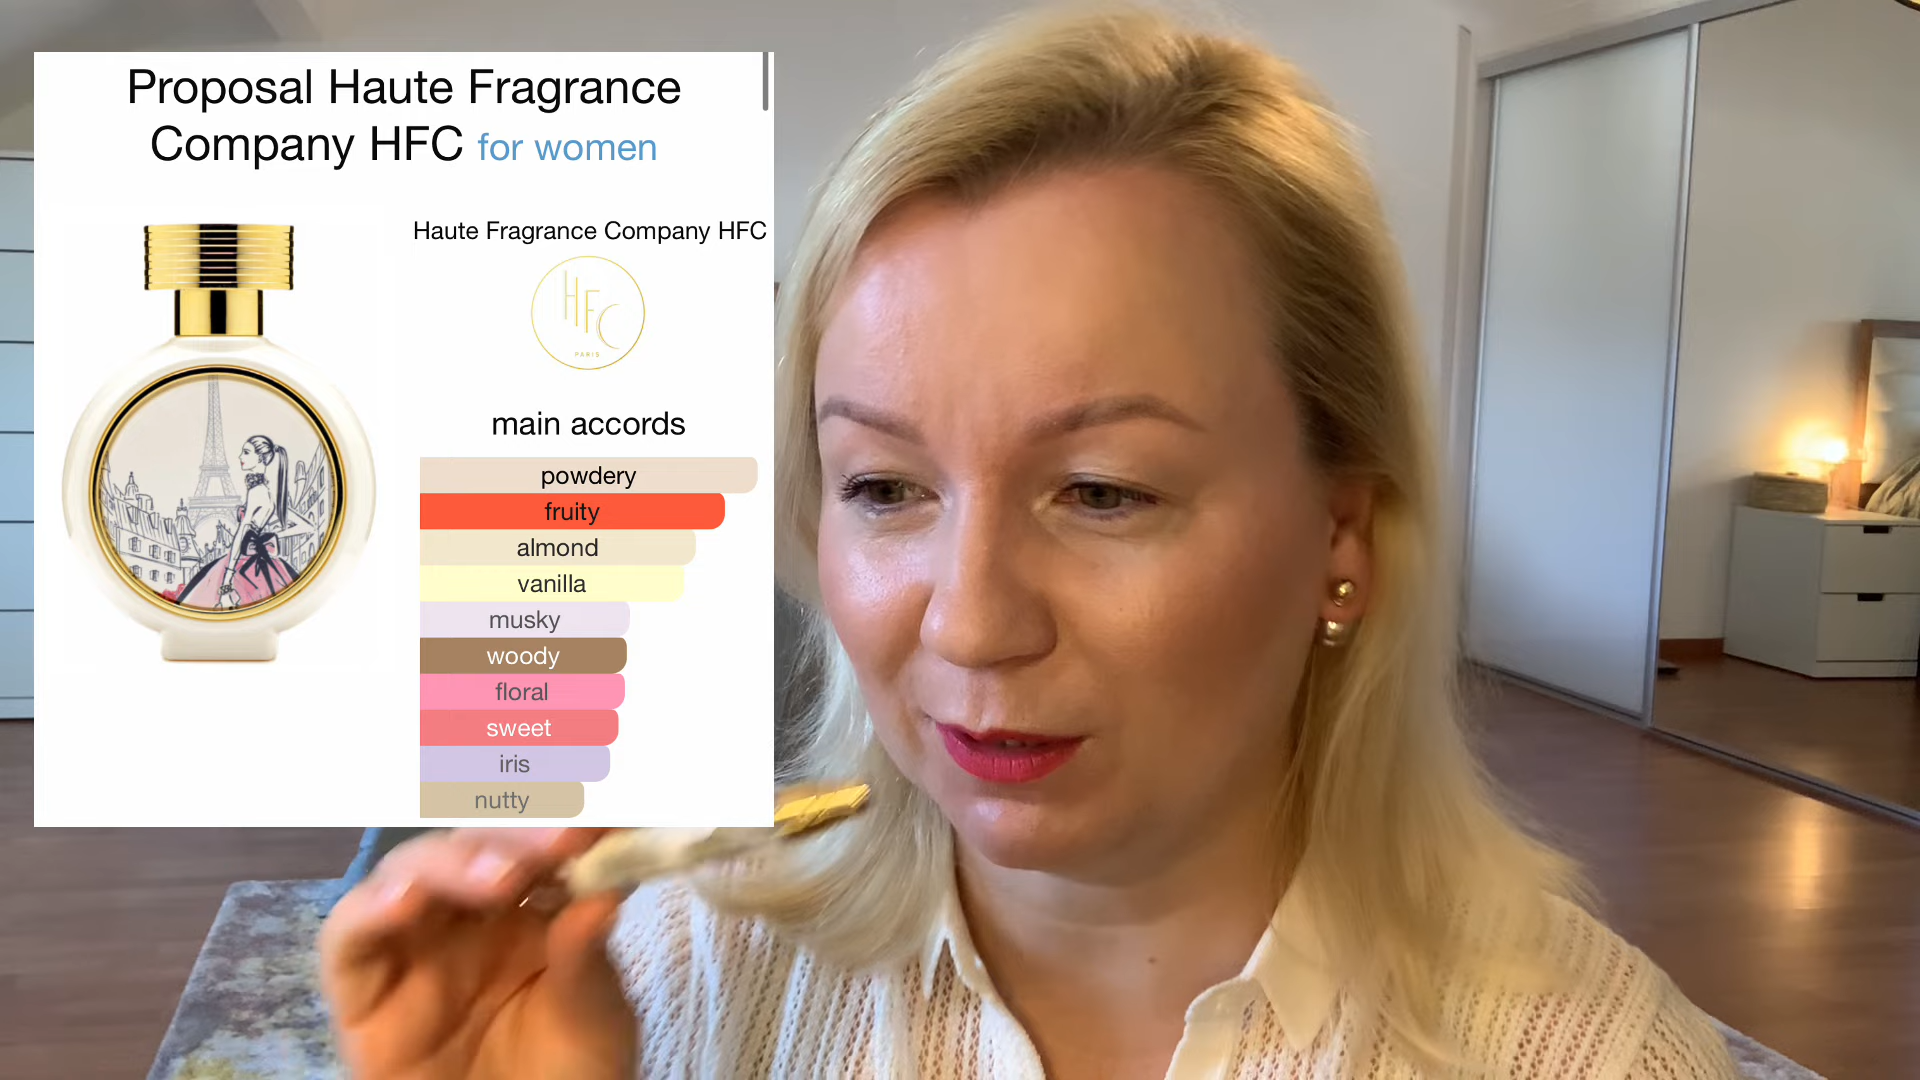 Proposal Haute Fragrance
Company HFC for women
Haute Fragrance Company HFC
HFC
PARIS
main accords
powdery
fruity
almond
vanilla
musky
woody
floral
sweet
iris
nutty